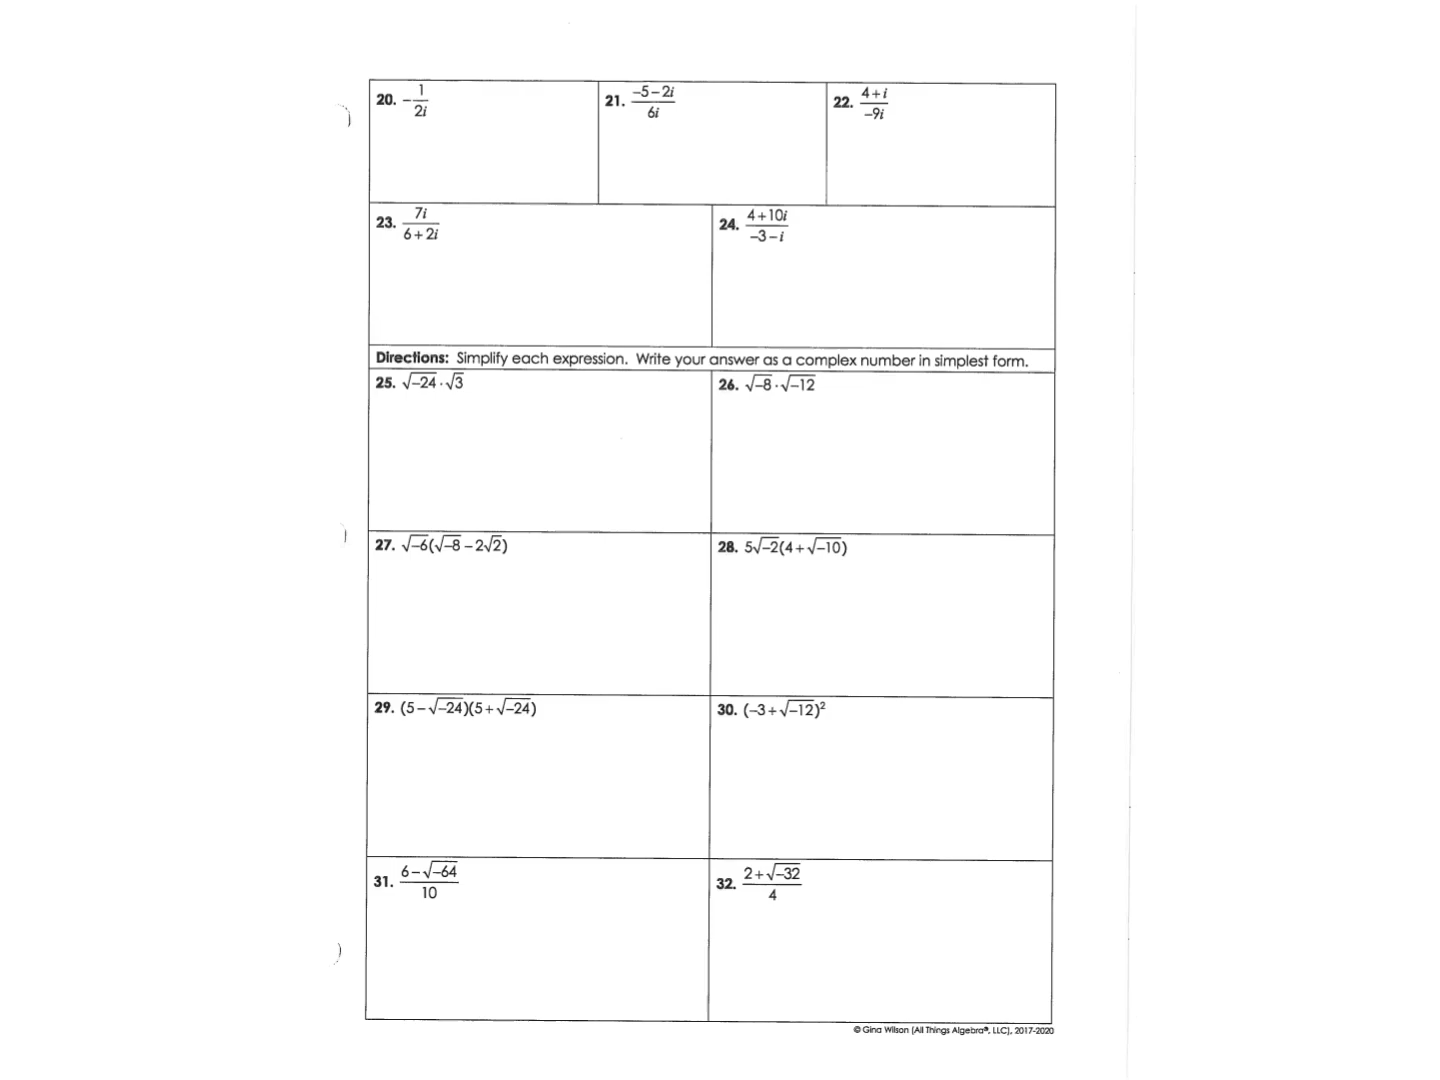 20. -1/2i
21. (-5-2i)/6i
22. (4+i)/-9i
23. 7i/(6+2i)
24. (4+10i)/(-3-i)
Directions: Simplify each expression. Write your answer as a complex number in simplest form.
25. √-24 · √3
26. √-8 · √-12
27. √-6(√-8 - 2√2)
28. 5√-2(4+√-10)
29. (5-√-24)(5+√-24)
30. (-3+√-12)²
31. (6-√-64)/10
32. (2+√-32)/4
© Gina Wilson (All Things Algebra®, LLC), 2017-2020